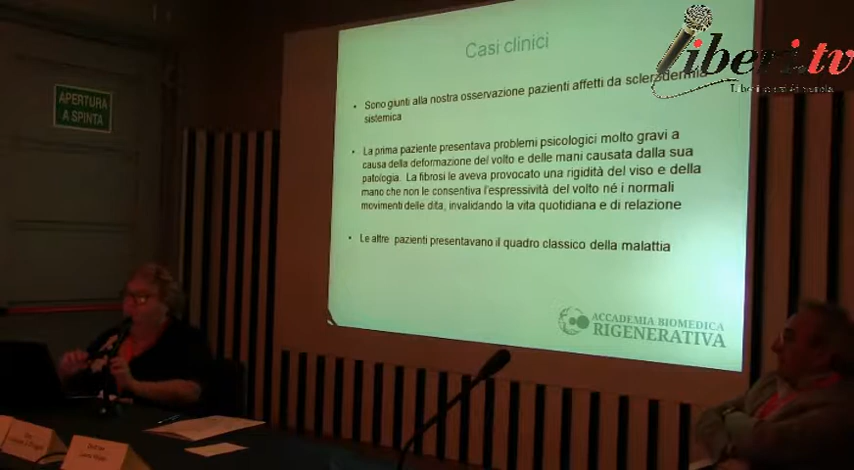 Casi clinici
• Sono giunti alla nostra osservazione pazienti affetti da sclerodermia
sistemica
• La prima paziente presentava problemi psicologici molto gravi a
causa della deformazione del volto e delle mani causata dalla sua
patologia. La fibrosi le aveva provocato una rigidità del viso e della
mano che non le consentiva l'espressività del volto né i normali
movimenti delle dita, invalidando la vita quotidiana e di relazione
• Le altre pazienti presentavano il quadro classico della malattia
ACCADEMIA BIOMEDICA
RIGENERATIVA
liberi.tv
APERTURA
A SPINTA